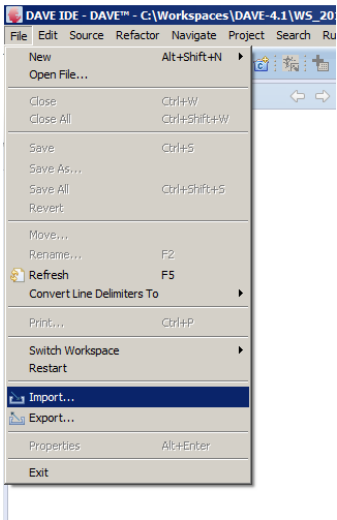 DAVE IDE - DAVE™ - C:\Workspaces\DAVE-4.1\WS_20
File Edit Source Refactor Navigate Project Search Ru
New Alt+Shift+N
Open File...
Close Ctrl+W
Close All Ctrl+Shift+W
Save Ctrl+S
Save As...
Save All Ctrl+Shift+S
Revert
Move...
Rename... F2
Refresh F5
Convert Line Delimiters To
Print... Ctrl+P
Switch Workspace
Restart
Import...
Export...
Properties Alt+Enter
Exit